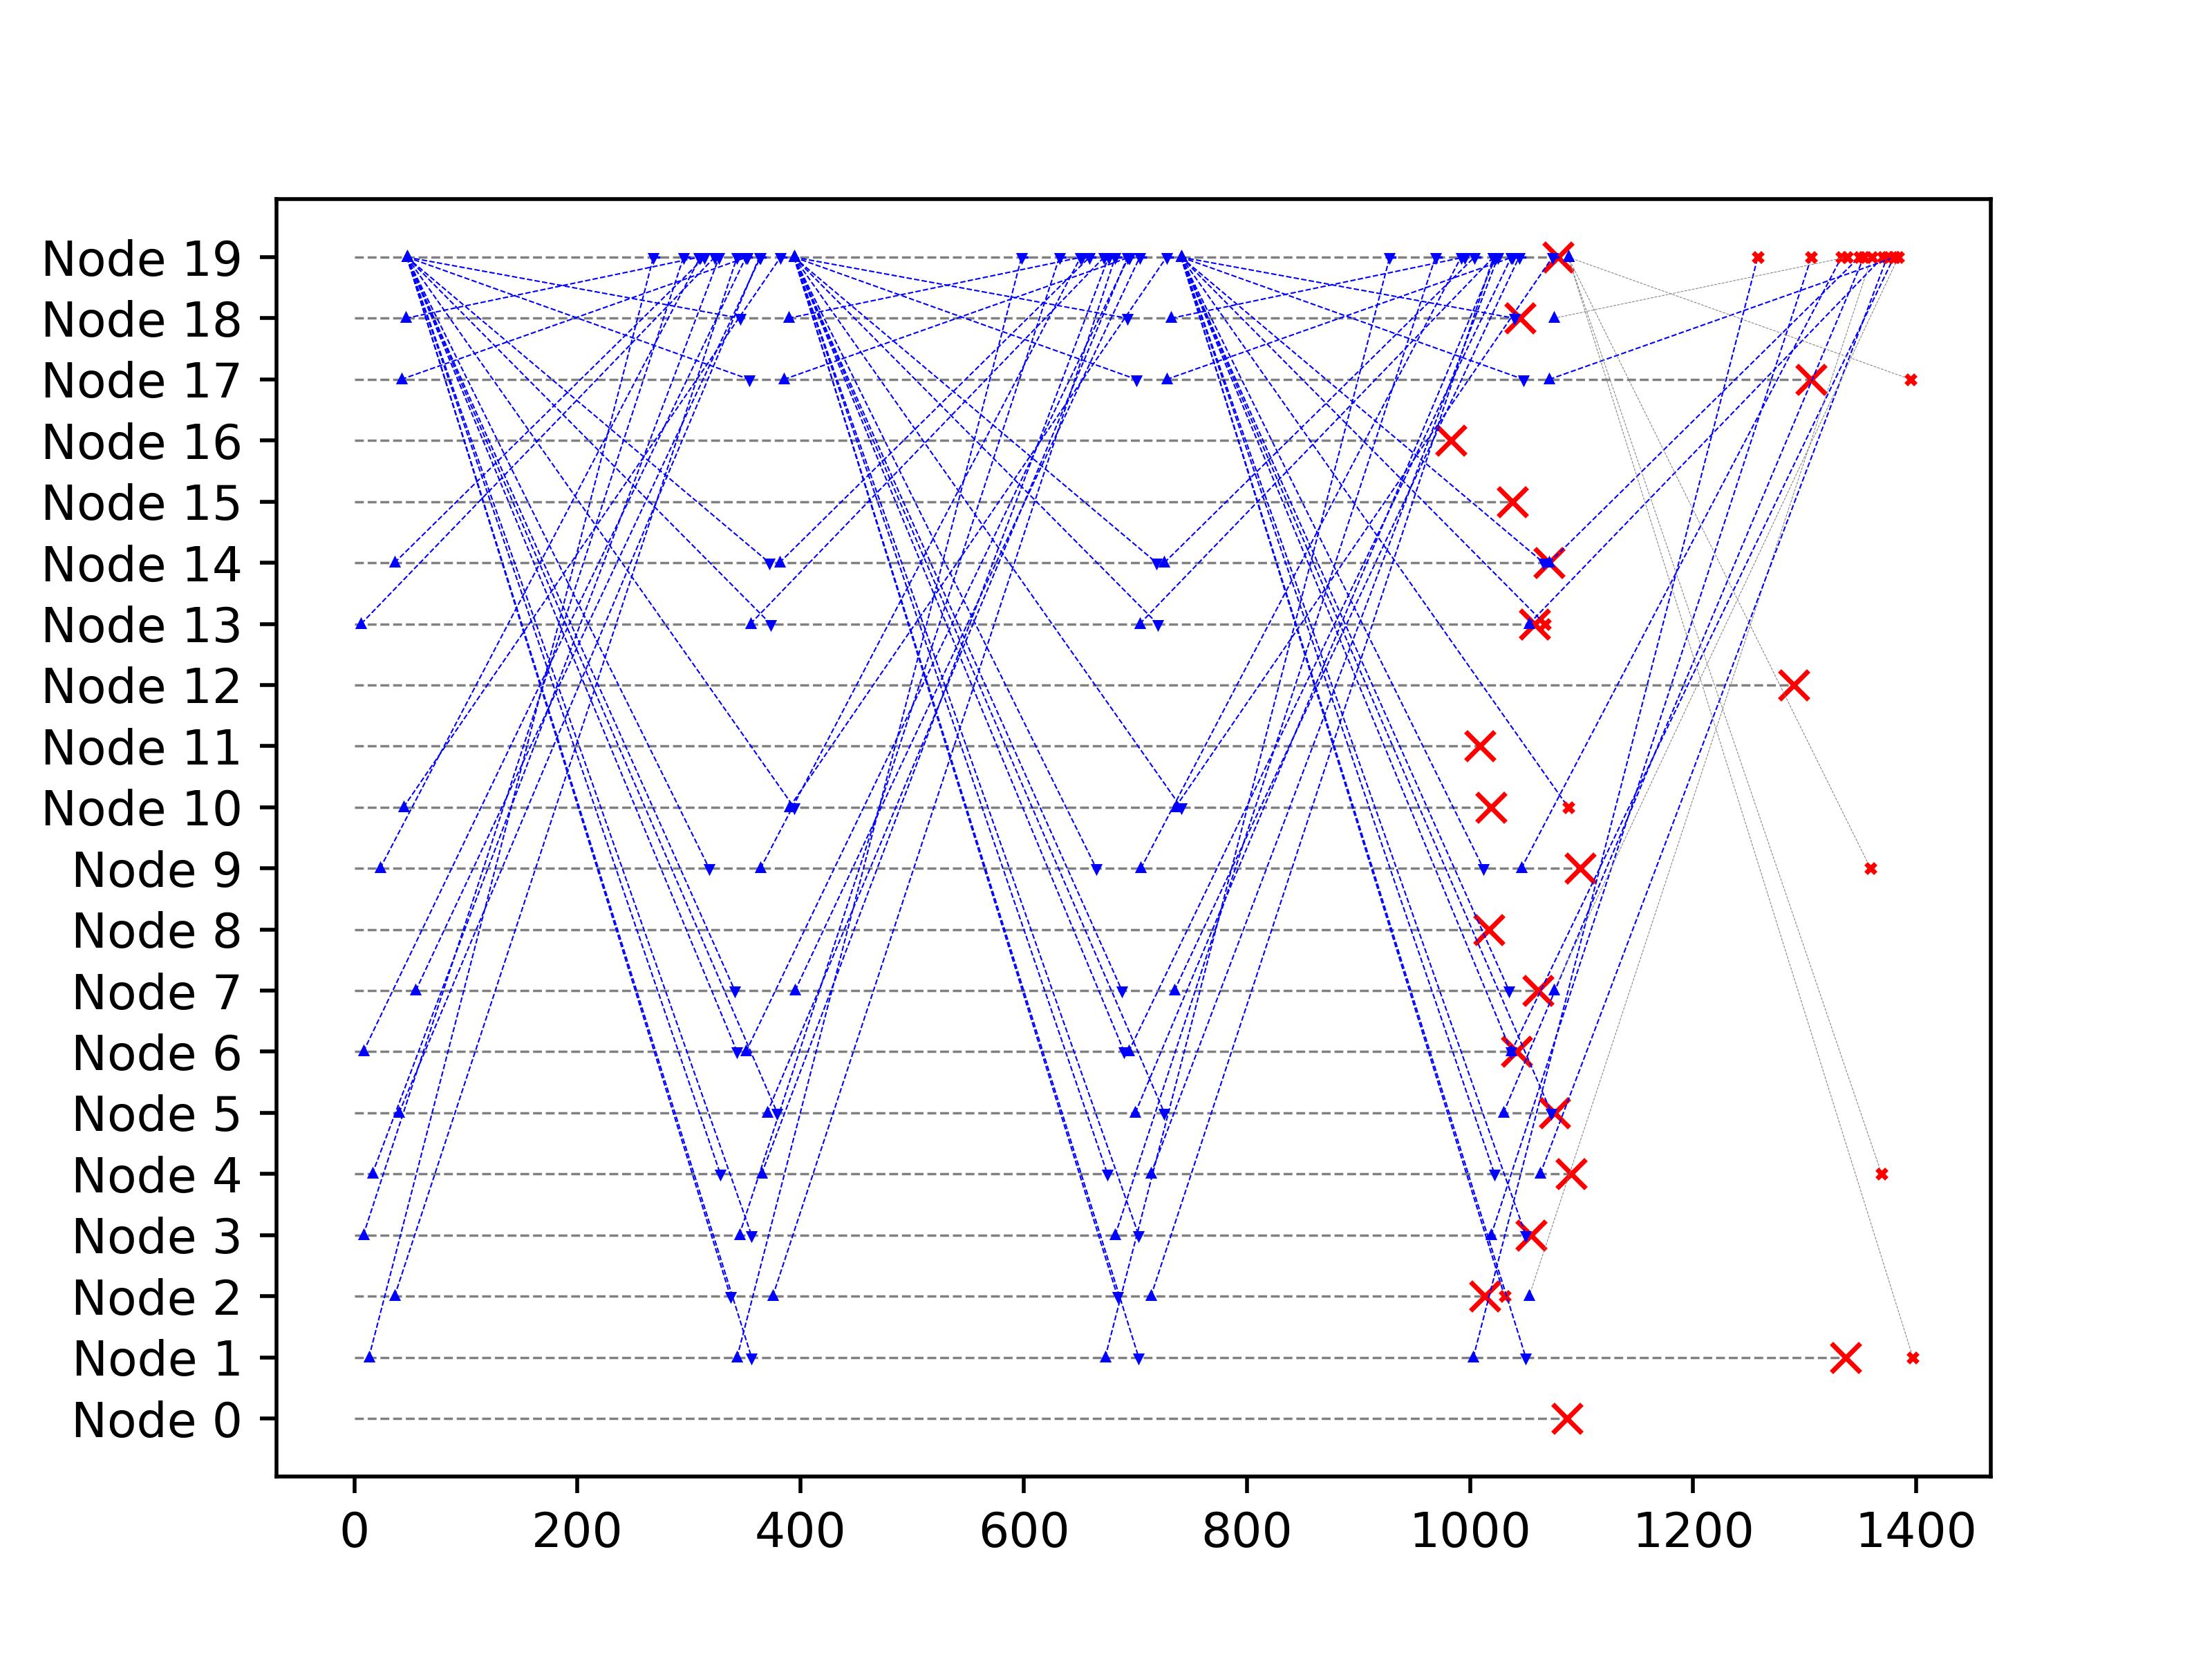 Node 19
Node 18
Node 17
Node 16
Node 15
Node 14
Node 13
Node 12
Node 11
Node 10
Node 9
Node 8
Node 7
Node 6
Node 5
Node 4
Node 3
Node 2
Node 1
Node 0
0 200 400 600 800 1000 1200 1400